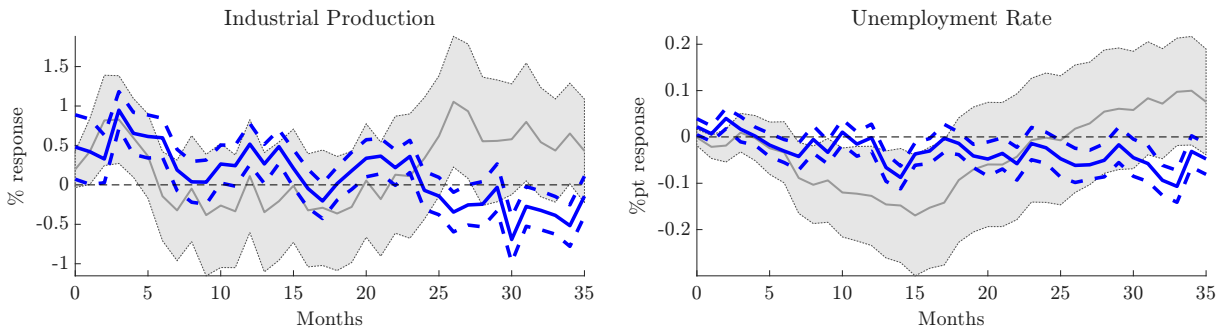 Industrial Production
% response
1.5
1
0.5
0
-0.5
-1
0 5 10 15 20 25 30 35
Months
Unemployment Rate
%pt response
0.2
0.1
0
-0.1
-0.2
0 5 10 15 20 25 30 35
Months